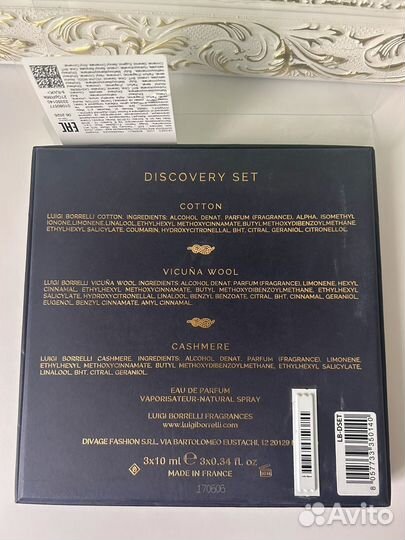 DISCOVERY SET
COTTON
LUIGI BORRELLI COTTON. INGREDIENTS: ALCOHOL DENAT. PARFUM (FRAGRANCE), ALPHA, ISOMETHYL
IONONE, LIMONENE, LINALOOL, ETHYLHEXYL METHOXYCINNAMATE, BUTYL METHOXYDIBENZOYLMETHANE,
ETHYLHEXYL SALICYLATE, COUMARIN, HYDROXYCITRONELLAL, BHT, CITRAL, GERANIOL, CITRONELLOL.
VICUÑA WOOL
LUIGI BORRELLI VICUÑA WOOL. INGREDIENTS: ALCOHOL DENAT. PARFUM (FRAGRANCE), LIMONENE, HEXYL
CINNAMAL, ETHYLHEXYL METHOXYCINNAMATE, BUTYL METHOXYDIBENZOYLMETHANE, ETHYLHEXYL
SALICYLATE, HYDROXYCITRONELLAL, LINALOOL, BENZYL BENZOATE, CITRAL, BHT, CINNAMAL, GERANIOL,
EUGENOL, BENZYL CINNAMATE, AMYL CINNAMAL.
CASHMERE
LUIGI BORRELLI CASHMERE. INGREDIENTS: ALCOHOL DENAT. PARFUM (FRAGRANCE), LIMONENE,
ETHYLHEXYL METHOXYCINNAMATE, BUTYL METHOXYDIBENZOYLMETHANE, ETHYLHEXYL SALICYLATE,
LINALOOL, BHT, CITRAL, GERANIOL.
EAU DE PARFUM
VAPORISATEUR-NATURAL SPRAY
LUIGI BORRELLI FRAGRANCES
www.luigiborrelli.com
DIVAGE FASHION S.R.L., VIA BARTOLOMEO EUSTACHI, 12 20129
3x10 ml ℮ 3x0.34 fl. oz
MADE IN FRANCE
170606
LB-DSET
8057733350140
EAC
06.2026
Avito